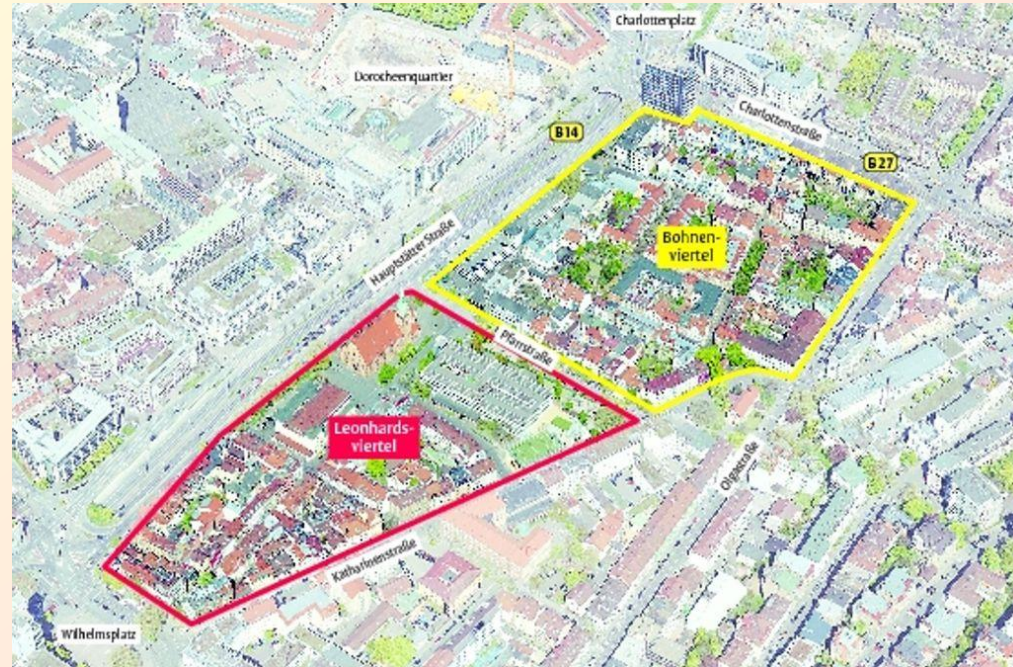 Charlottenplatz
Dorotheenquartier
Charlottenstraße
B14
B27
Hauptstätter Straße
Bohnen-
viertel
Pfarrstraße
Leonhards-
viertel
Olgastraße
Katharinenstraße
Wilhelmsplatz